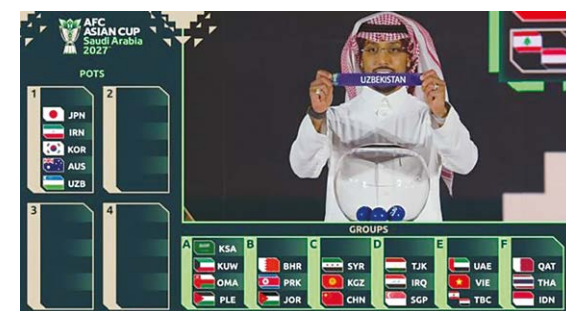 AFC
ASIAN CUP
Saudi Arabia
2027
POTS
1
2
JPN
IRN
KOR
AUS
UZB
3
4
UZBEKISTAN
GROUPS
A
KSA
KUW
OMA
PLE
B
BHR
PRK
JOR
C
SYR
KGZ
CHN
D
TJK
IRQ
SGP
E
UAE
VIE
TBC
F
QAT
THA
IDN